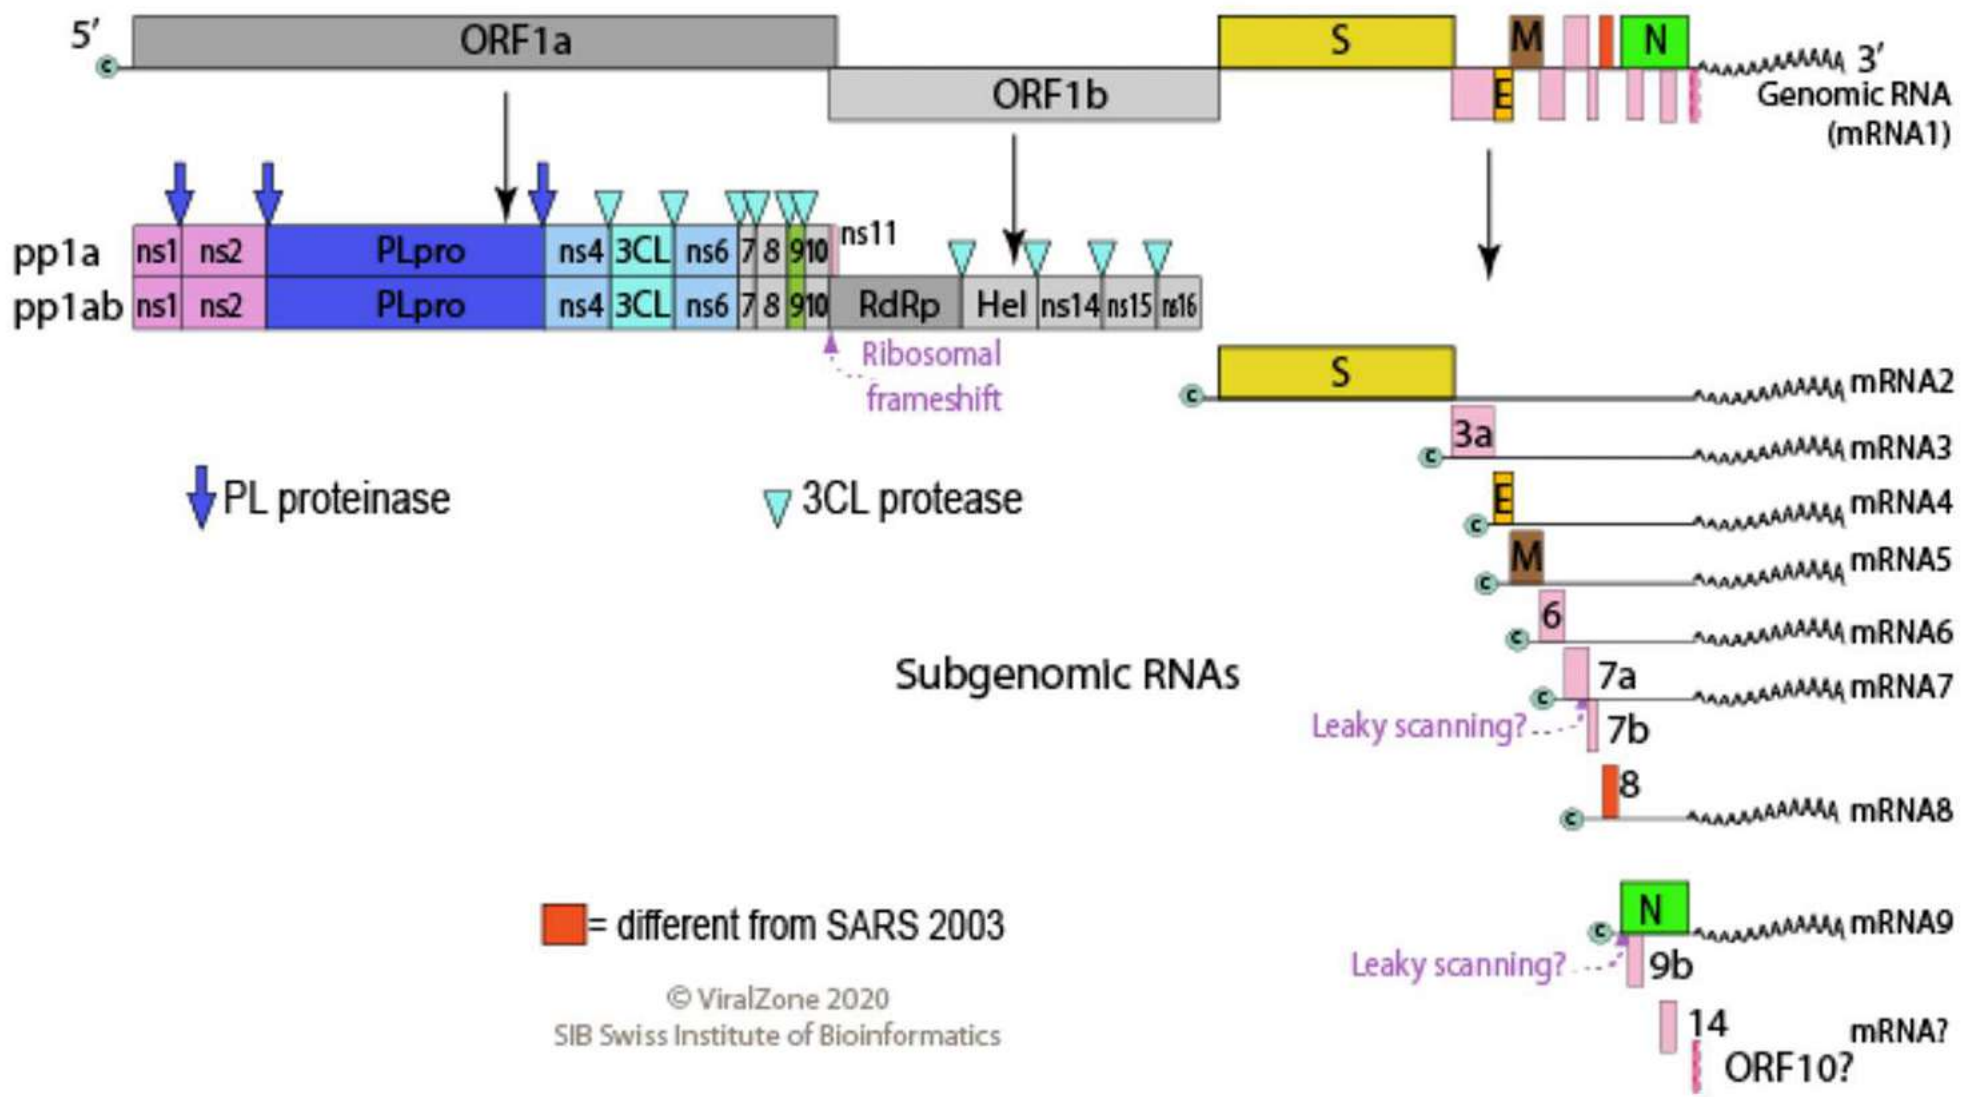 5′
c
ORF1a
S
M
N
3′
ORF1b
E
Genomic RNA
(mRNA1)
ns11
pp1a
ns1
ns2
PLpro
ns4
3CL
ns6
7
8
9
10
pp1ab
ns1
ns2
PLpro
ns4
3CL
ns6
7
8
9
10
RdRp
Hel
ns14
ns15
ns16
Ribosomal
frameshift
PL proteinase
3CL protease
S
c
mRNA2
3a
c
mRNA3
E
c
mRNA4
M
c
mRNA5
6
c
mRNA6
Subgenomic RNAs
7a
c
mRNA7
Leaky scanning?
7b
8
c
mRNA8
= different from SARS 2003
N
c
mRNA9
Leaky scanning?
9b
© ViralZone 2020
SIB Swiss Institute of Bioinformatics
14
mRNA?
ORF10?